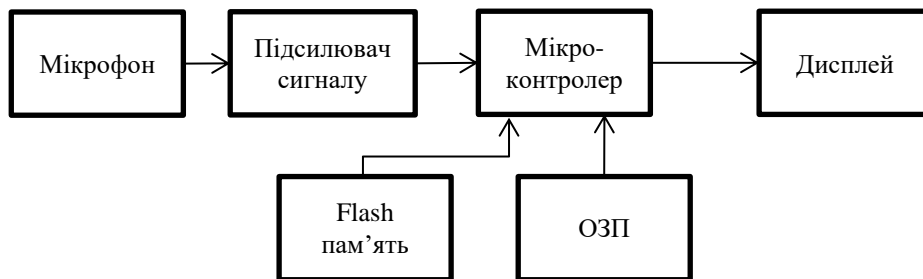 Мікрофон
Підсилювач
сигналу
Мікро-
контролер
Дисплей
Flash
пам’ять
ОЗП